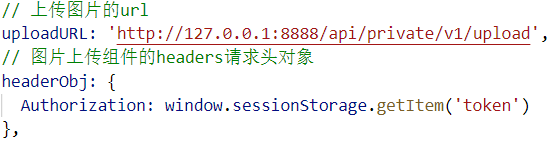 // 上传图片的url
uploadURL: 'http://127.0.0.1:8888/api/private/v1/upload',
// 图片上传组件的headers请求头对象
headerObj: {
  Authorization: window.sessionStorage.getItem('token')
},